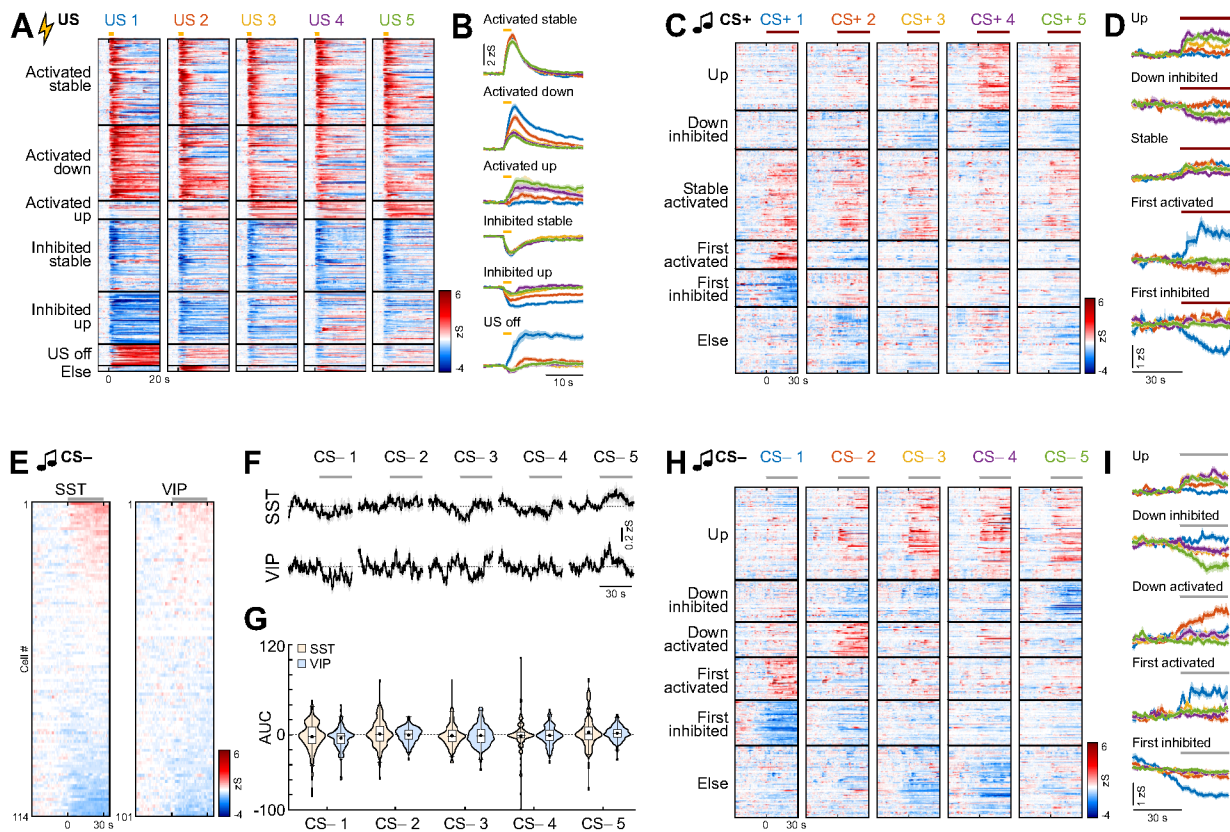 A US US 1 US 2 US 3 US 4 US 5
Activated
stable
Activated
down
Activated
up
Inhibited
stable
Inhibited
up
US off
Else
0 20 s
6
zS
-4
B
Activated stable
2 zS
Activated down
Activated up
Inhibited stable
Inhibited up
US off
10 s
C CS+ CS+ 1 CS+ 2 CS+ 3 CS+ 4 CS+ 5
Up
Down
inhibited
Stable
activated
First
activated
First
inhibited
Else
0 30 s
6
zS
-4
D
Up
Down inhibited
Stable
First activated
First inhibited
1 zS
30 s
E CS–
SST VIP
1 1
Cell #
114 101
0 30 s
6
zS
-4
F
CS– 1 CS– 2 CS– 3 CS– 4 CS– 5
SST
VIP
0.2 zS
30 s
G
120
SST
VIP
AUC
0
-100
CS– 1 CS– 2 CS– 3 CS– 4 CS– 5
H CS– CS– 1 CS– 2 CS– 3 CS– 4 CS– 5
Up
Down
inhibited
Down
activated
First
activated
First
inhibited
Else
0 30 s
6
zS
-4
I
Up
Down inhibited
Down activated
First activated
First inhibited
1 zS
30 s